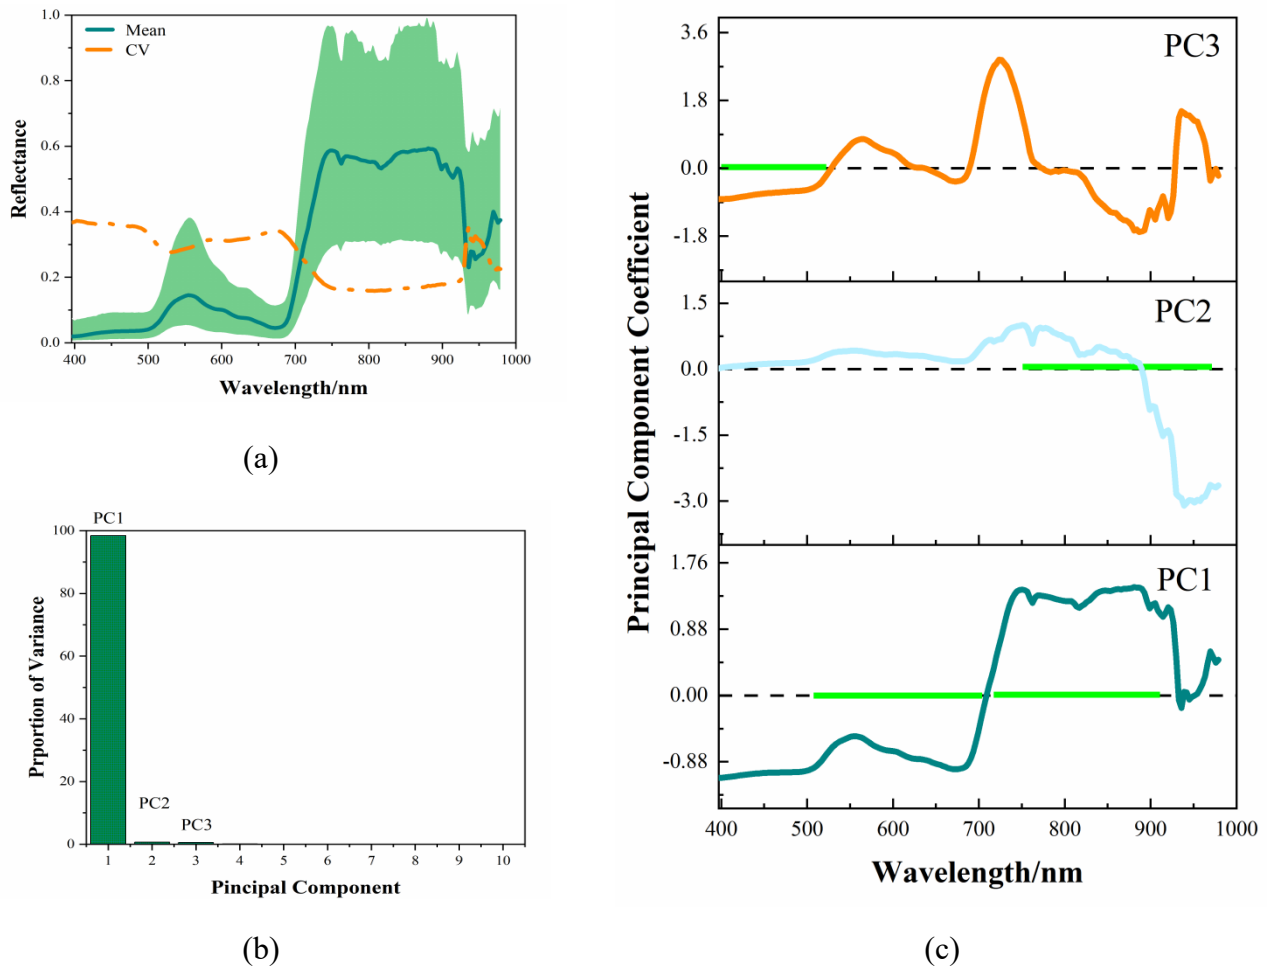 Mean
CV
1.0
0.8
0.6
0.4
0.2
0.0
Reflectance
400 500 600 700 800 900 1000
Wavelength/nm
(a)
PC1
PC2
PC3
100
80
60
40
20
0
Prportion of Variance
1 2 3 4 5 6 7 8 9 10
Pincipal Component
(b)
Principal Component Coefficient
PC3
3.6
1.8
0.0
-1.8
PC2
1.5
0.0
-1.5
-3.0
PC1
1.76
0.88
0.00
-0.88
400 500 600 700 800 900 1000
Wavelength/nm
(c)